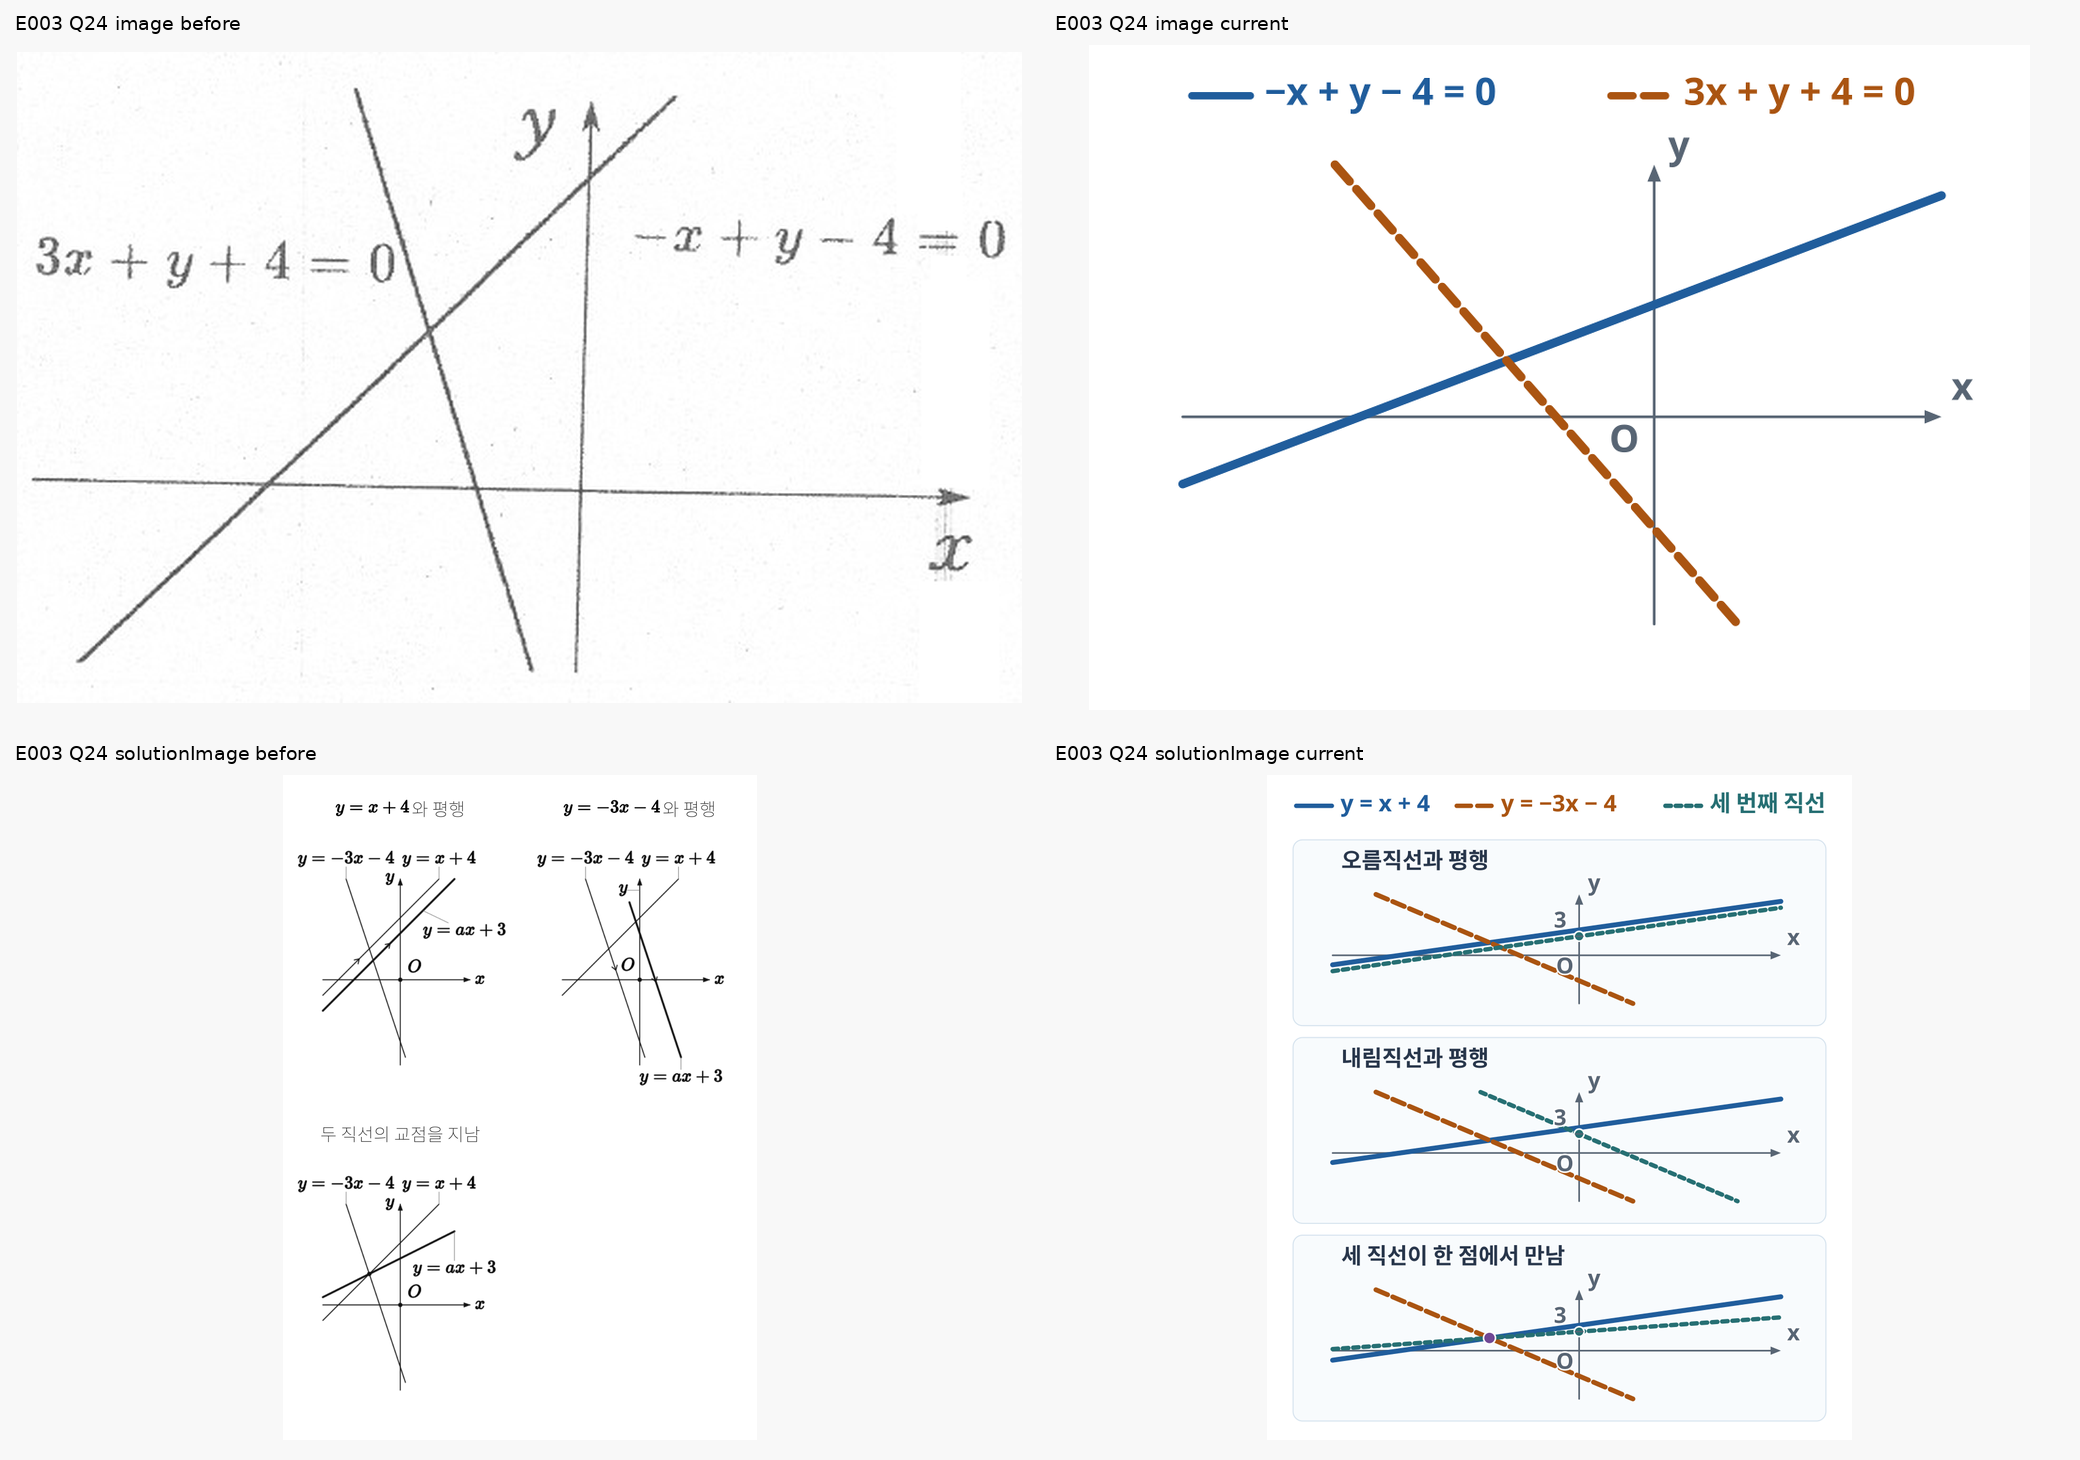 E003 Q24 image before
E003 Q24 image current
y
3x + y + 4 = 0
−x + y − 4 = 0
x
−x + y − 4 = 0
3x + y + 4 = 0
y
x
O
E003 Q24 solutionImage before
E003 Q24 solutionImage current
y = x + 4와 평행
y = −3x − 4와 평행
y = −3x − 4 y = x + 4
y
y = ax + 3
O
x
y = −3x − 4 y = x + 4
y
O
x
y = ax + 3
두 직선의 교점을 지남
y = −3x − 4 y = x + 4
y
y = ax + 3
O
x
y = x + 4
y = −3x − 4
세 번째 직선
오름직선과 평행
y
3
x
O
내림직선과 평행
y
3
x
O
세 직선이 한 점에서 만남
y
3
x
O